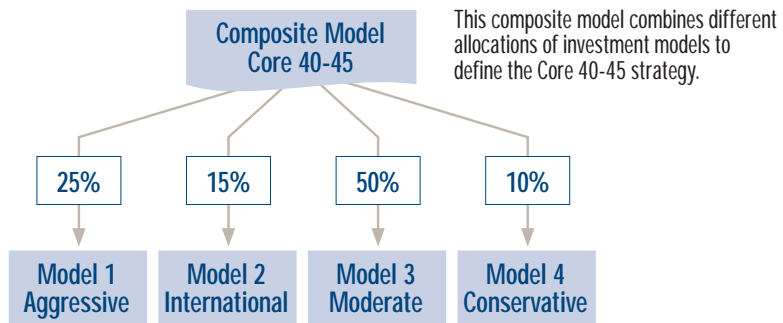 Composite Model
Core 40-45
This composite model combines different
allocations of investment models to
define the Core 40-45 strategy.
25%
15%
50%
10%
Model 1
Aggressive
Model 2
International
Model 3
Moderate
Model 4
Conservative